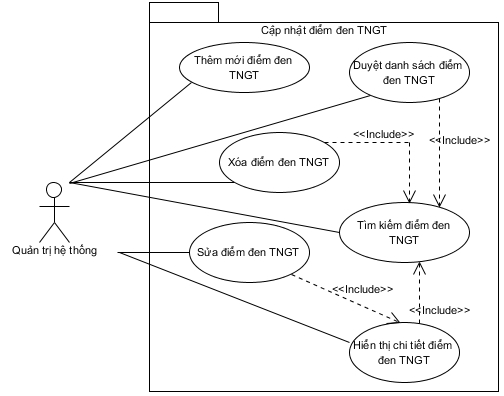 Cập nhật điểm đen TNGT
Thêm mới điểm đen
TNGT
Duyệt danh sách điểm
đen TNGT
<<Include>>
<<Include>>
Xóa điểm đen TNGT
Tìm kiếm điểm đen
TNGT
Quản trị hệ thống
Sửa điểm đen TNGT
<<Include>>
<<Include>>
Hiển thị chi tiết điểm
đen TNGT